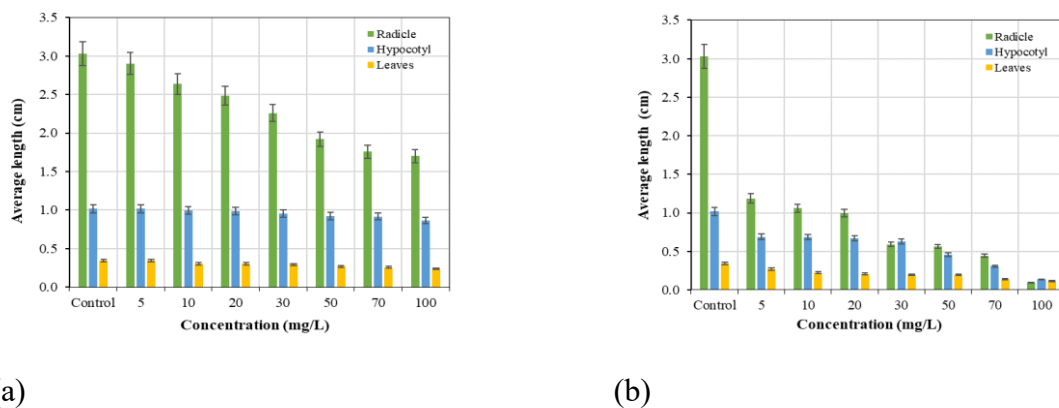 3.5
3.0
2.5
2.0
1.5
1.0
0.5
0.0
Average length (cm)
Radicle
Hypocotyl
Leaves
Control 5 10 20 30 50 70 100
Concentration (mg/L)
a)
3.5
3.0
2.5
2.0
1.5
1.0
0.5
0.0
Average length (cm)
Radicle
Hypocotyl
Leaves
Control 5 10 20 30 50 70 100
Concentration (mg/L)
(b)